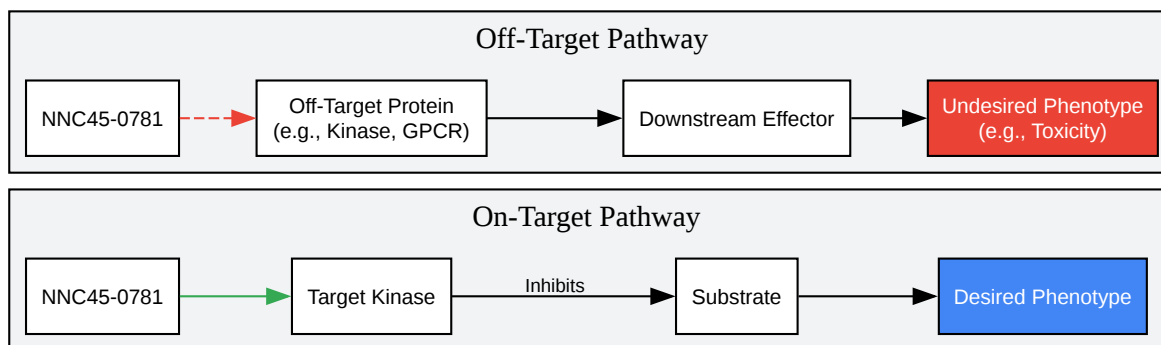 Off-Target Pathway
NNC45-0781
Off-Target Protein
(e.g., Kinase, GPCR)
Downstream Effector
Undesired Phenotype
(e.g., Toxicity)
On-Target Pathway
NNC45-0781
Target Kinase
Inhibits
Substrate
Desired Phenotype